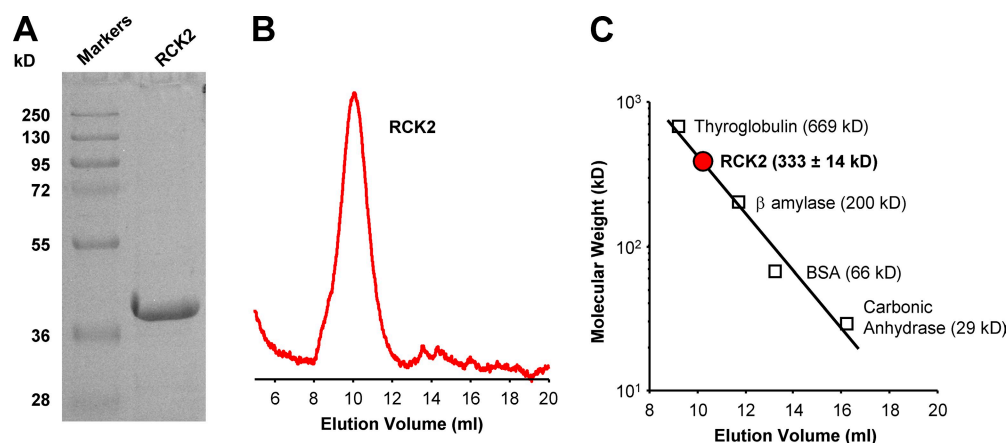 A
kD
Markers
RCK2
250
130
95
72
55
36
28
B
RCK2
6 8 10 12 14 16 18 20
Elution Volume (ml)
C
Molecular Weight (kD)
10³
10²
10¹
Thyroglobulin (669 kD)
RCK2 (333 ± 14 kD)
β amylase (200 kD)
BSA (66 kD)
Carbonic
Anhydrase (29 kD)
8 10 12 14 16 18 20
Elution Volume (ml)